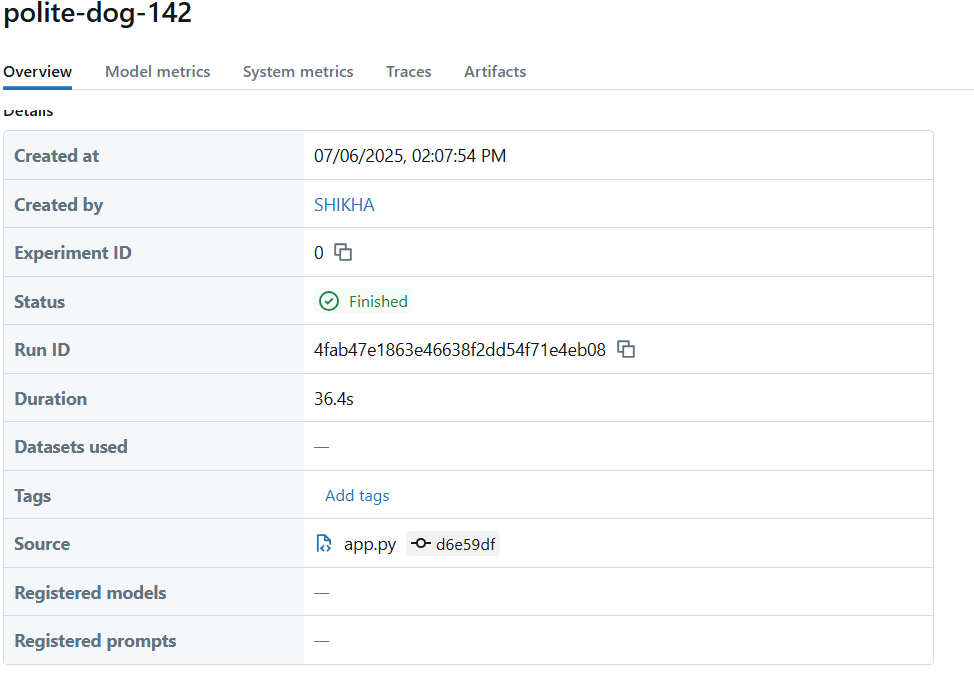 polite-dog-142
Overview Model metrics System metrics Traces Artifacts
Details
Created at 07/06/2025, 02:07:54 PM
Created by SHIKHA
Experiment ID 0
Status Finished
Run ID 4fab47e1863e46638f2dd54f71e4eb08
Duration 36.4s
Datasets used —
Tags Add tags
Source app.py d6e59df
Registered models —
Registered prompts —